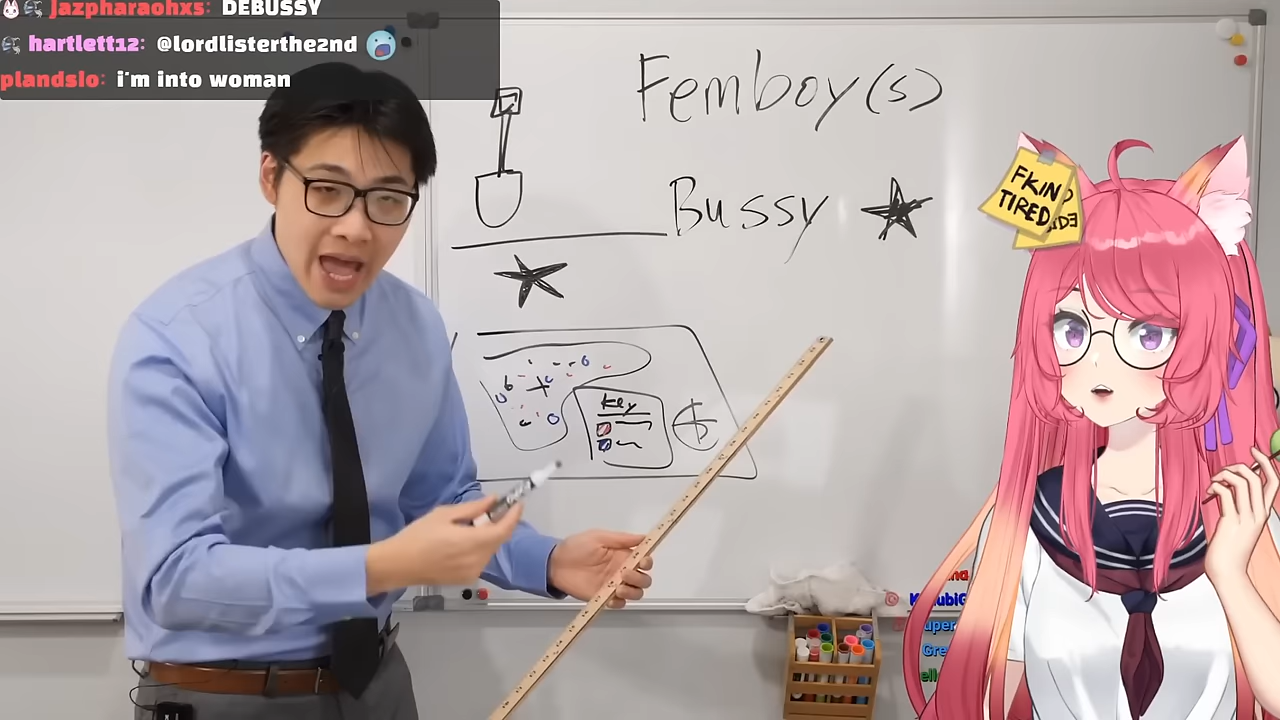 Jazpharaohxs: DEBUSSY
hartlett12: @lordlisterthe2nd
plandslo: i'm into woman
Femboy(s)
Bussy
FKIN
TIRED
Key